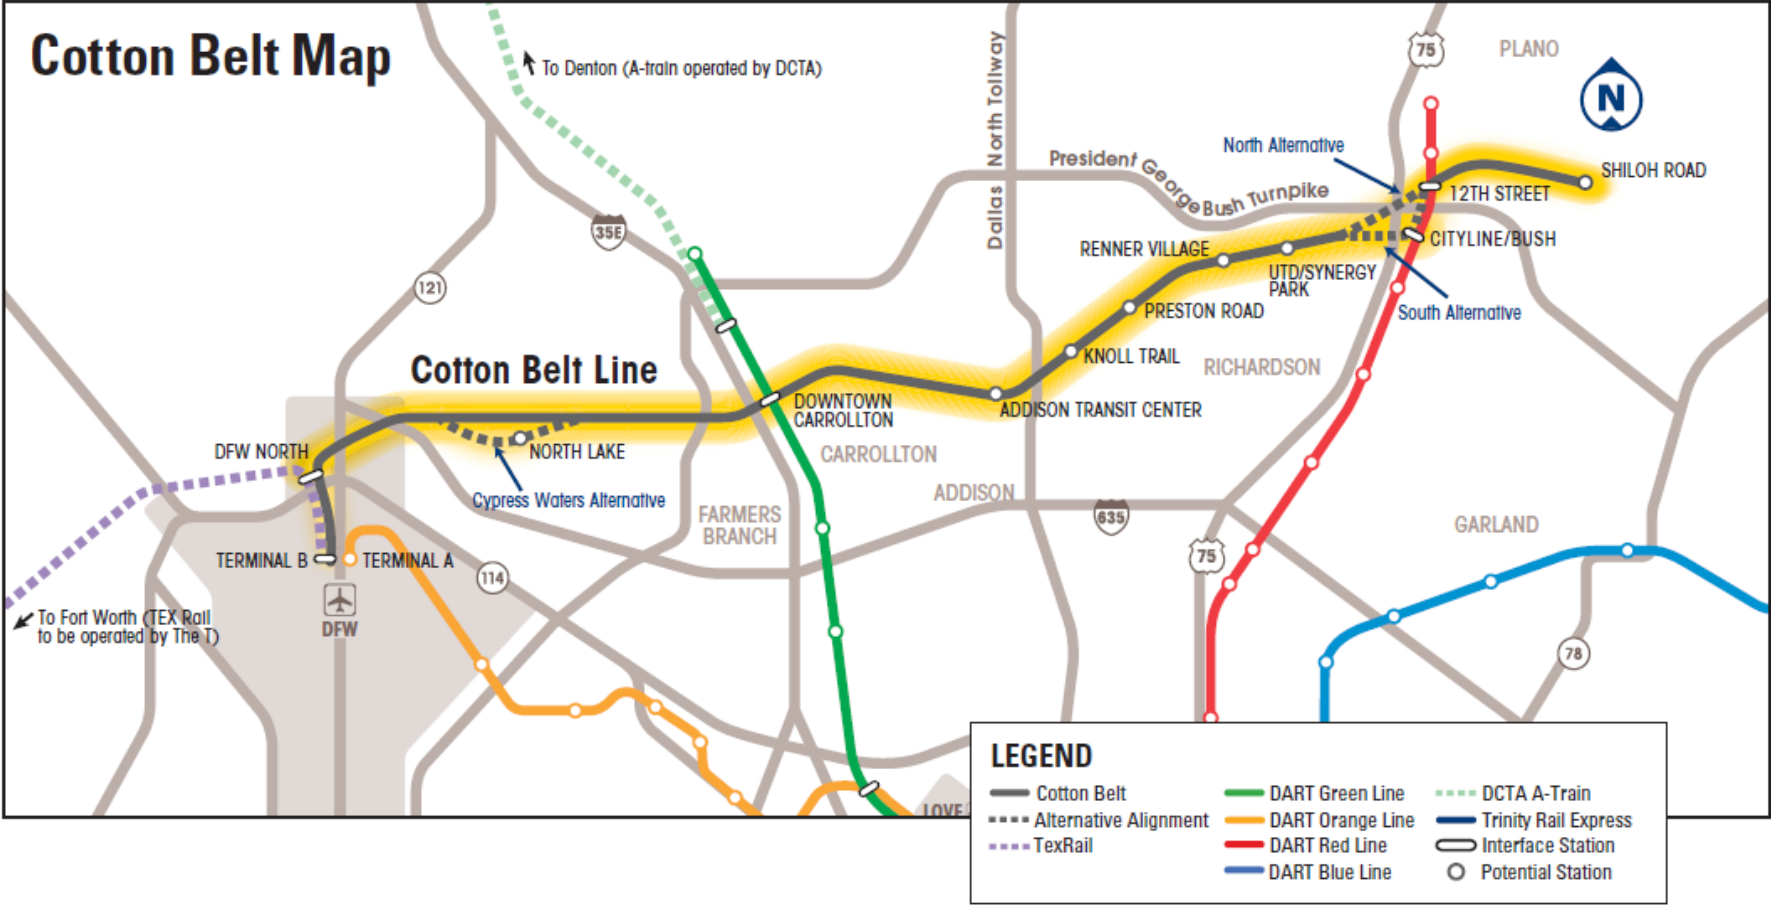 Cotton Belt Map
To Denton (A-train operated by DCTA)
Dallas North Tollway
75
PLANO
N
North Alternative
President George Bush Turnpike
SHILOH ROAD
12TH STREET
35E
RENNER VILLAGE
CITYLINE/BUSH
UTD/SYNERGY
PARK
121
PRESTON ROAD
South Alternative
Cotton Belt Line
KNOLL TRAIL
RICHARDSON
DOWNTOWN
CARROLLTON
ADDISON TRANSIT CENTER
DFW NORTH
NORTH LAKE
CARROLLTON
Cypress Waters Alternative
ADDISON
FARMERS
BRANCH
635
GARLAND
TERMINAL B
TERMINAL A
114
75
To Fort Worth (TEX Rail
to be operated by The T)
DFW
78
LOVE
LEGEND
Cotton Belt
Alternative Alignment
TexRail
DART Green Line
DART Orange Line
DART Red Line
DART Blue Line
DCTA A-Train
Trinity Rail Express
Interface Station
Potential Station